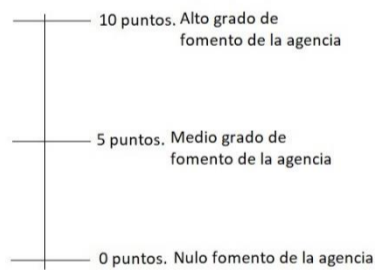 10 puntos. Alto grado de
fomento de la agencia
5 puntos. Medio grado de
fomento de la agencia
0 puntos. Nulo fomento de la agencia